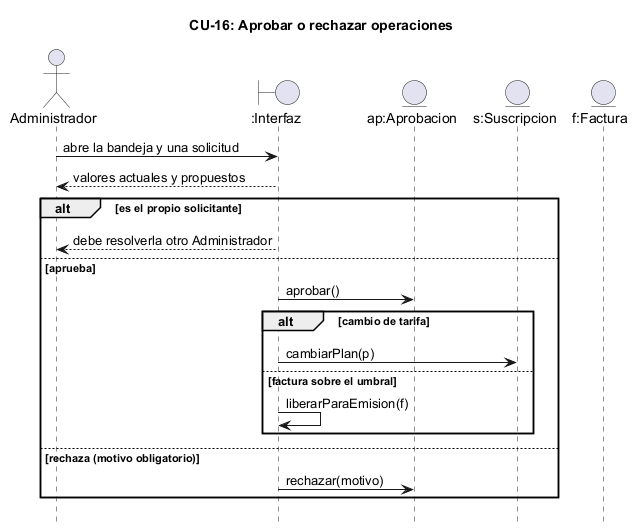 CU-16: Aprobar o rechazar operaciones
Administrador :Interfaz ap:Aprobacion s:Suscripcion f:Factura
abre la bandeja y una solicitud
valores actuales y propuestos
alt [es el propio solicitante]
debe resolverla otro Administrador
[aprueba]
aprobar()
alt [cambio de tarifa]
cambiarPlan(p)
[factura sobre el umbral]
liberarParaEmision(f)
[rechaza (motivo obligatorio)]
rechazar(motivo)